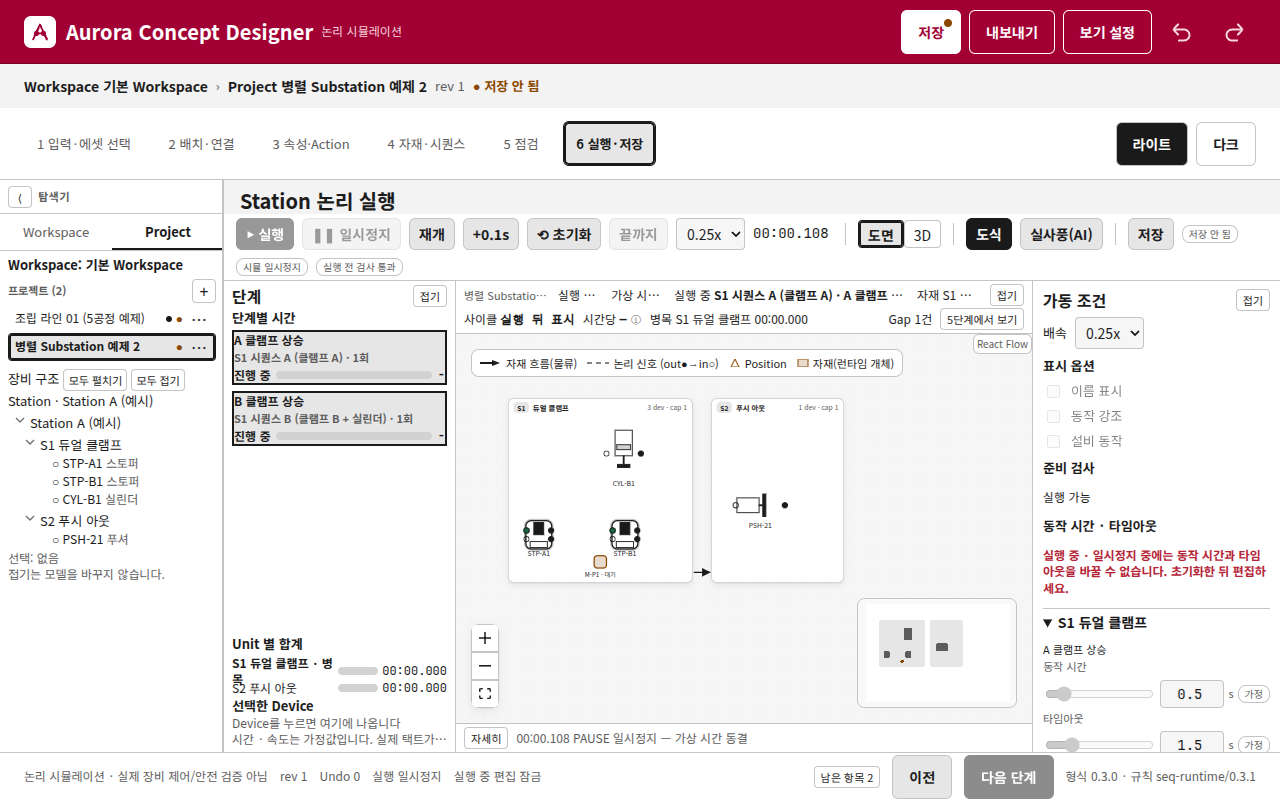 Aurora Concept Designer 논리 시뮬레이션
저장 내보내기 보기 설정
Workspace 기본 Workspace › Project 병렬 Substation 예제 2 rev 1 ● 저장 안 됨
1 입력·에셋 선택 2 배치·연결 3 속성·Action 4 자재·시퀀스 5 점검 6 실행·저장 라이트 다크
⟨ 탐색기
Workspace Project
Workspace: 기본 Workspace
프로젝트 (2) +
조립 라인 01 (5공정 예제) ● ● ···
병렬 Substation 예제 2 ● ···
장비 구조 모두 펼치기 모두 접기
Station · Station A (예시)
Station A (예시)
S1 듀얼 클램프
○ STP-A1 스토퍼
○ STP-B1 스토퍼
○ CYL-B1 실린더
S2 푸시 아웃
○ PSH-21 푸셔
선택: 없음
접기는 모델을 바꾸지 않습니다.
Station 논리 실행
▸ 실행 ❚❚ 일시정지 재개 +0.1s ⟲ 초기화 끝까지 0.25x 00:00.108 도면 3D 도식 실사풍(AI) 저장 저장 안 됨
시뮬 일시정지 실행 전 검사 통과
단계 접기
단계별 시간
A 클램프 상승
S1 시퀀스 A (클램프 A) · 1회
진행 중 -
B 클램프 상승
S1 시퀀스 B (클램프 B + 실린더) · 1회
진행 중 -
Unit 별 합계
S1 듀얼 클램프 · 병목 00:00.000
S2 푸시 아웃 00:00.000
선택한 Device
Device를 누르면 여기에 나옵니다
시간 · 속도는 가정값입니다. 실제 택트가…
병렬 Substatio… 실행 … 가상 시… 실행 중 S1 시퀀스 A (클램프 A) · A 클램프 … 자재 S1 … 접기
사이클 실행 뒤 표시 시간당 – ⓘ 병목 S1 듀얼 클램프 00:00.000 Gap 1건 5단계에서 보기
React Flow
자재 흐름(물류) 논리 신호 (out●→in○) Position 자재(런타임 개체)
S1 듀얼 클램프 3 dev · cap 1
CYL-B1
STP-A1 STP-B1
M-P1 · 대기
S2 푸시 아웃 1 dev · cap 1
PSH-21
자세히 00:00.108 PAUSE 일시정지 — 가상 시간 동결
가동 조건 접기
배속 0.25x
표시 옵션
이름 표시
동작 강조
설비 동작
준비 검사
실행 가능
동작 시간 · 타임아웃
실행 중 · 일시정지 중에는 동작 시간과 타임
아웃을 바꿀 수 없습니다. 초기화한 뒤 편집하
세요.
▼ S1 듀얼 클램프
A 클램프 상승
동작 시간
0.5 s 가정
타임아웃
1.5 s 가정
논리 시뮬레이션 · 실제 장비 제어/안전 검증 아님 rev 1 Undo 0 실행 일시정지 실행 중 편집 잠금 남은 항목 2 이전 다음 단계 형식 0.3.0 · 규칙 seq-runtime/0.3.1